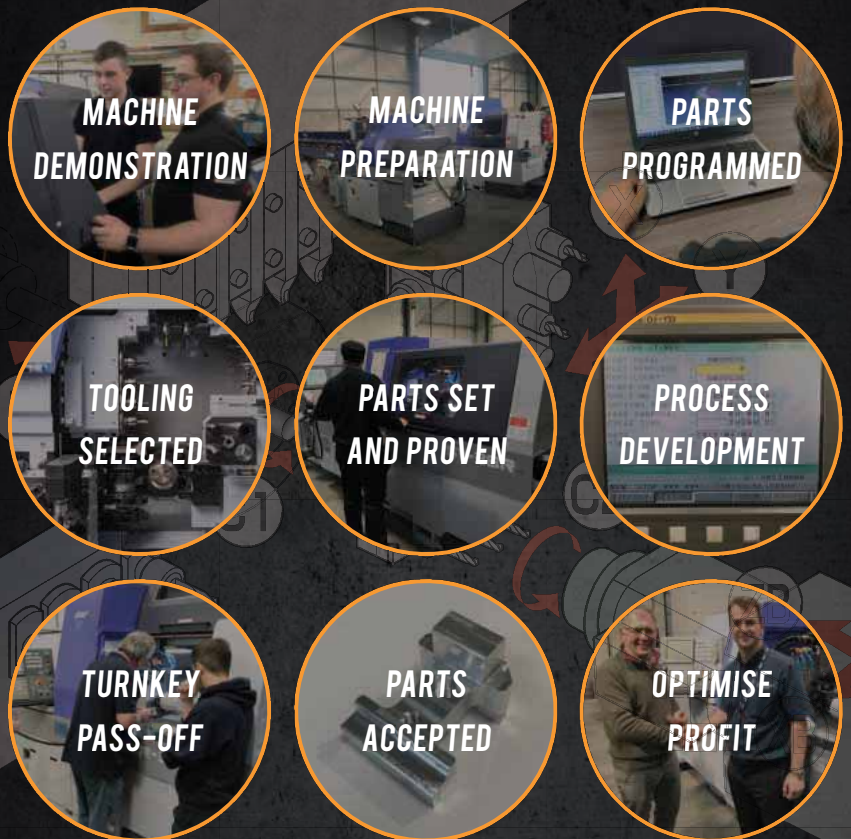 MACHINE
DEMONSTRATION
MACHINE
PREPARATION
PARTS
PROGRAMMED
TOOLING
SELECTED
PARTS SET
AND PROVEN
PROCESS
DEVELOPMENT
TURNKEY
PASS-OFF
PARTS
ACCEPTED
OPTIMISE
PROFIT
X
Y
C1